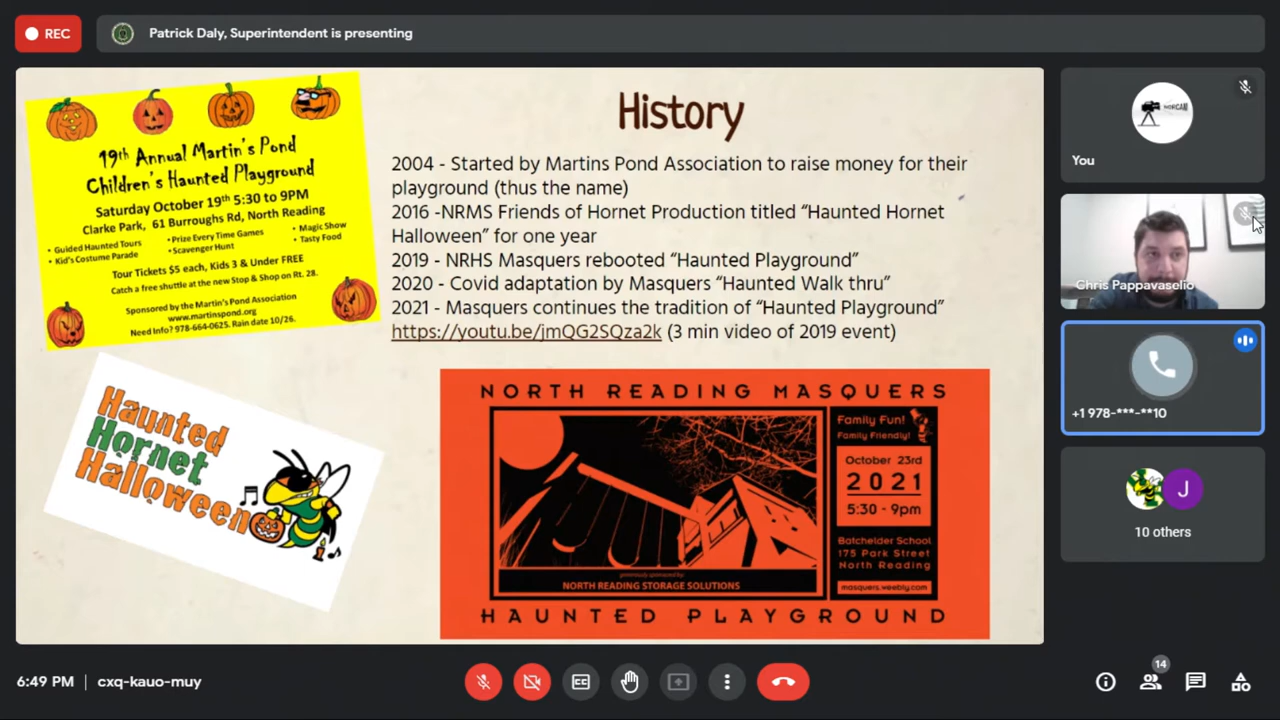 REC
Patrick Daly, Superintendent is presenting
19th Annual Martin's Pond
Children's Haunted Playground
Saturday October 19th 5:30 to 9PM
Clarke Park, 61 Burroughs Rd, North Reading
• Guided Haunted Tours
• Kid's Costume Parade
• Prize Every Time Games
• Scavenger Hunt
• Magic Show
• Tasty Food
Tour Tickets $5 each, Kids 3 & Under FREE
Catch a free shuttle at the new Stop & Shop on Rt. 28.
Sponsored by the Martin's Pond Association
www.martinspond.org
Need Info? 978-664-0625. Rain date 10/26.
History
2004 - Started by Martins Pond Association to raise money for their
playground (thus the name)
2016 -NRMS Friends of Hornet Production titled “Haunted Hornet
Halloween” for one year
2019 - NRHS Masquers rebooted “Haunted Playground”
2020 - Covid adaptation by Masquers “Haunted Walk thru”
2021 - Masquers continues the tradition of “Haunted Playground”
https://youtu.be/jmQG2SQza2k (3 min video of 2019 event)
Haunted
Hornet
Halloween
NORTH READING MASQUERS
Family Fun!
Family Friendly!
October 23rd
2021
5:30 - 9pm
Batchelder School
175 Park Street
North Reading
masquers.weebly.com
generously sponsored by:
NORTH READING STORAGE SOLUTIONS
HAUNTED PLAYGROUND
NORCAM
You
Chris Pappavaselio
+1 978-***-**10
J
10 others
6:49 PM | cxq-kauo-muy
CC
14